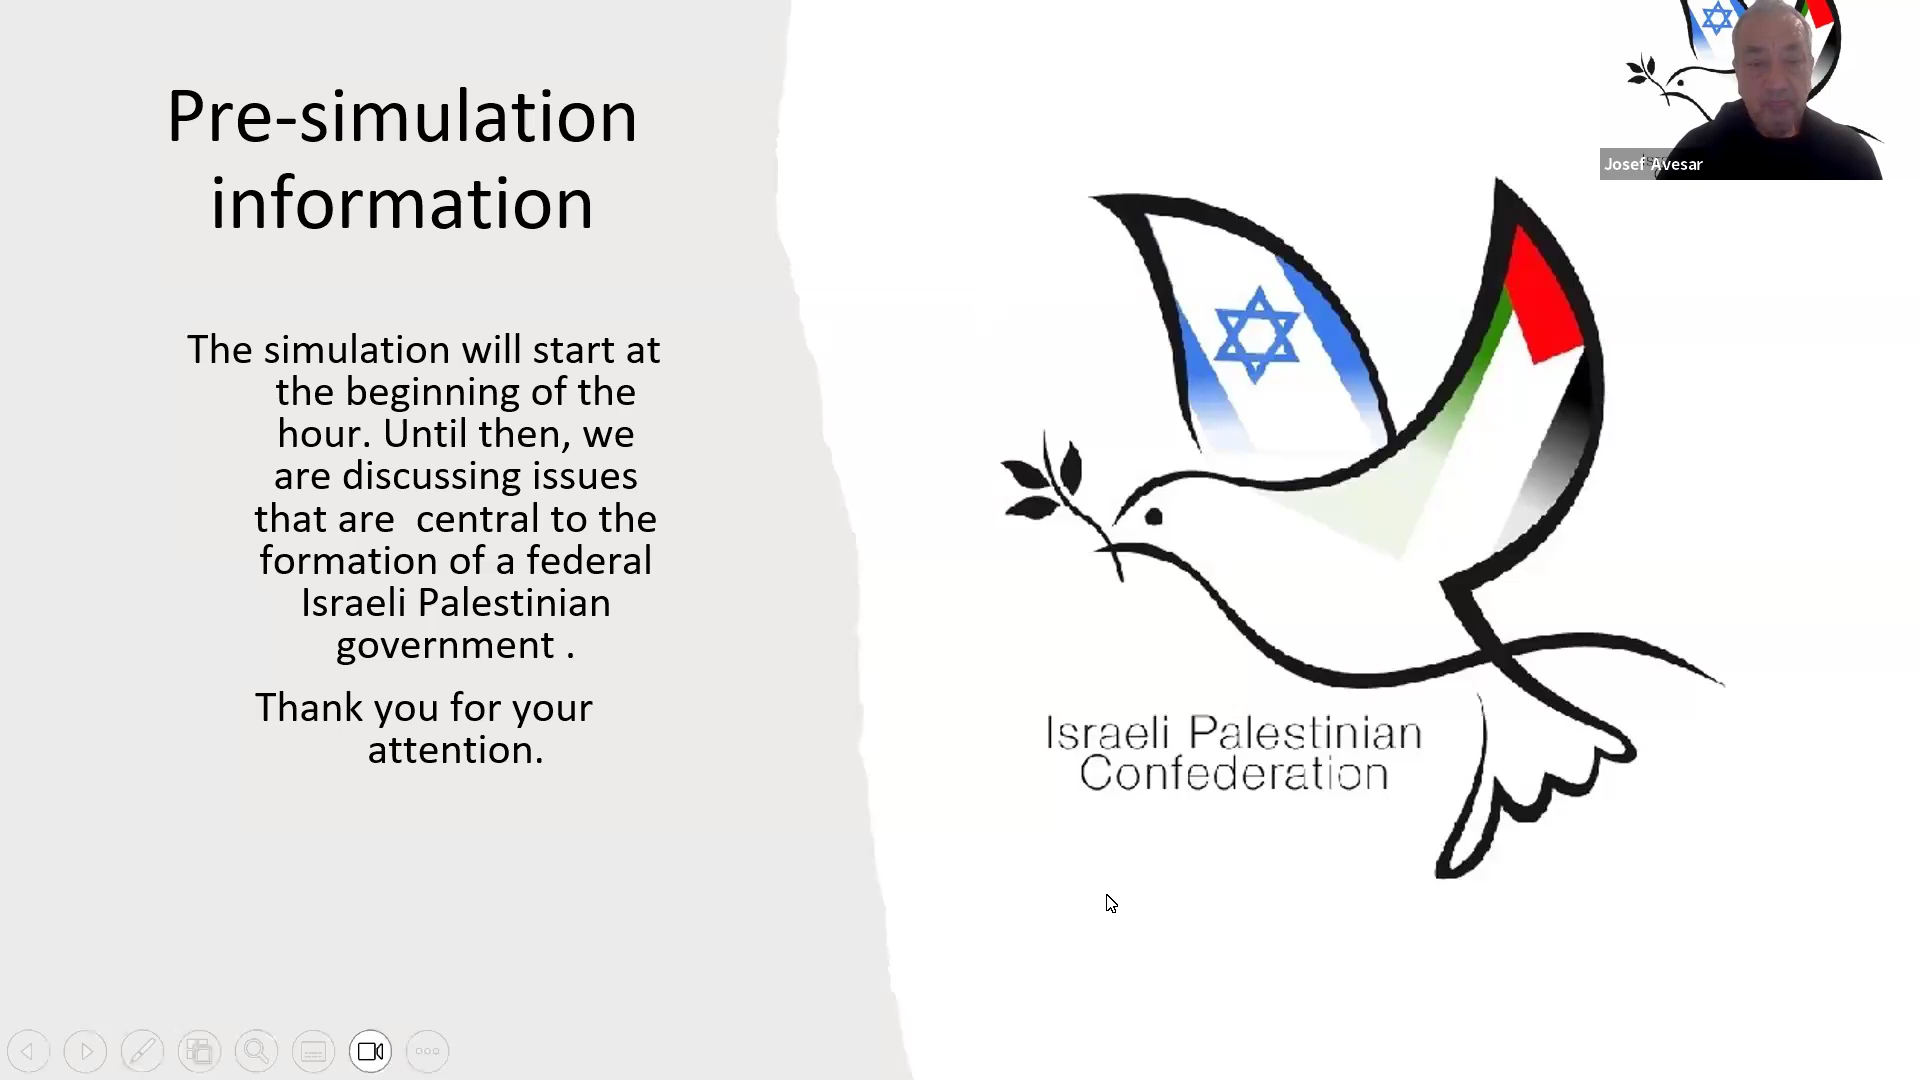 Pre-simulation
information
The simulation will start at
the beginning of the
hour. Until then, we
are discussing issues
that are  central to the
formation of a federal
Israeli Palestinian
government .
Thank you for your
attention.
Israeli Palestinian
Confederation
Josef Avesar